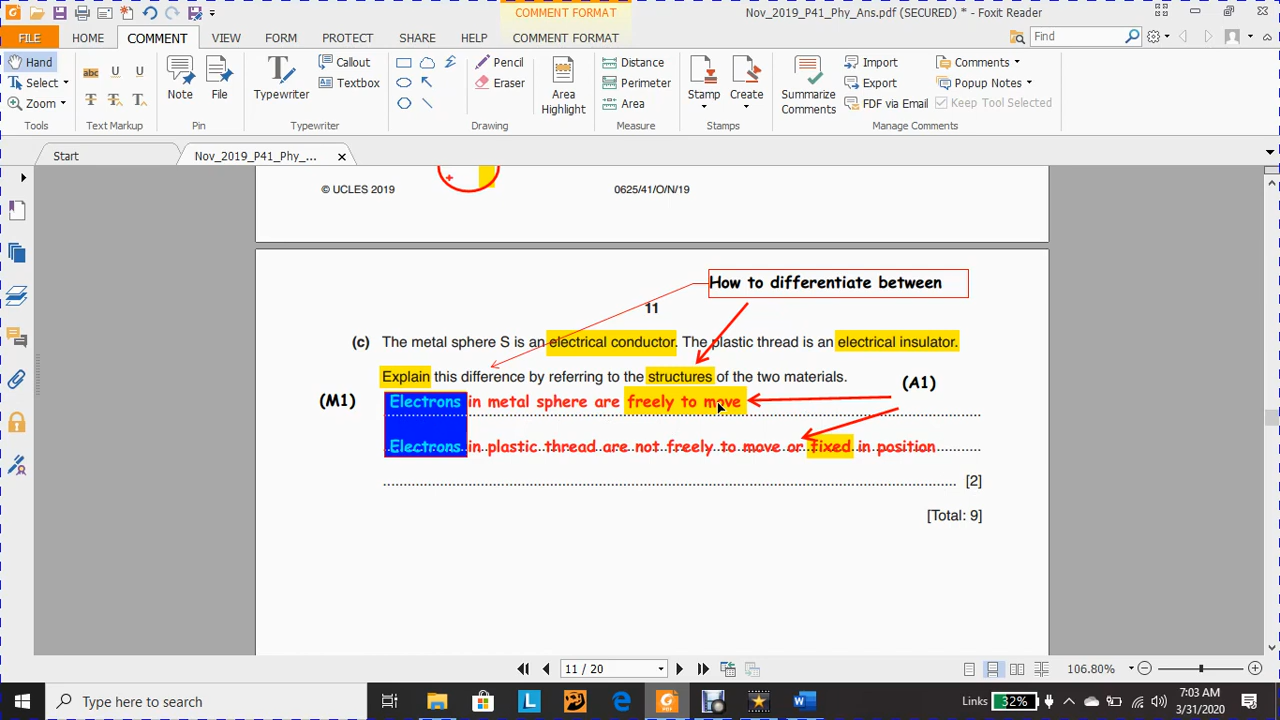 COMMENT FORMAT
Nov_2019_P41_Phy_Ans.pdf (SECURED) * - Foxit Reader
FILE HOME COMMENT VIEW FORM PROTECT SHARE HELP COMMENT FORMAT Find
Hand Select Zoom Tools
abc U U T T T Text Markup
Note File Pin
Typewriter Callout Textbox Typewriter
Pencil Eraser Area Highlight Drawing
Distance Perimeter Area Measure
Stamp Create Stamps
Summarize Comments Import Export FDF via Email Comments Popup Notes Keep Tool Selected Manage Comments
Start Nov_2019_P41_Phy_... x
+
© UCLES 2019 0625/41/O/N/19
How to differentiate between
11
(c) The metal sphere S is an electrical conductor. The plastic thread is an electrical insulator.
Explain this difference by referring to the structures of the two materials.
(A1)
(M1) Electrons in metal sphere are freely to move
Electrons in plastic thread are not freely to move or fixed in position
[2]
[Total: 9]
11 / 20 106.80%
Type here to search L W Links 32% 7:03 AM
3/31/2020